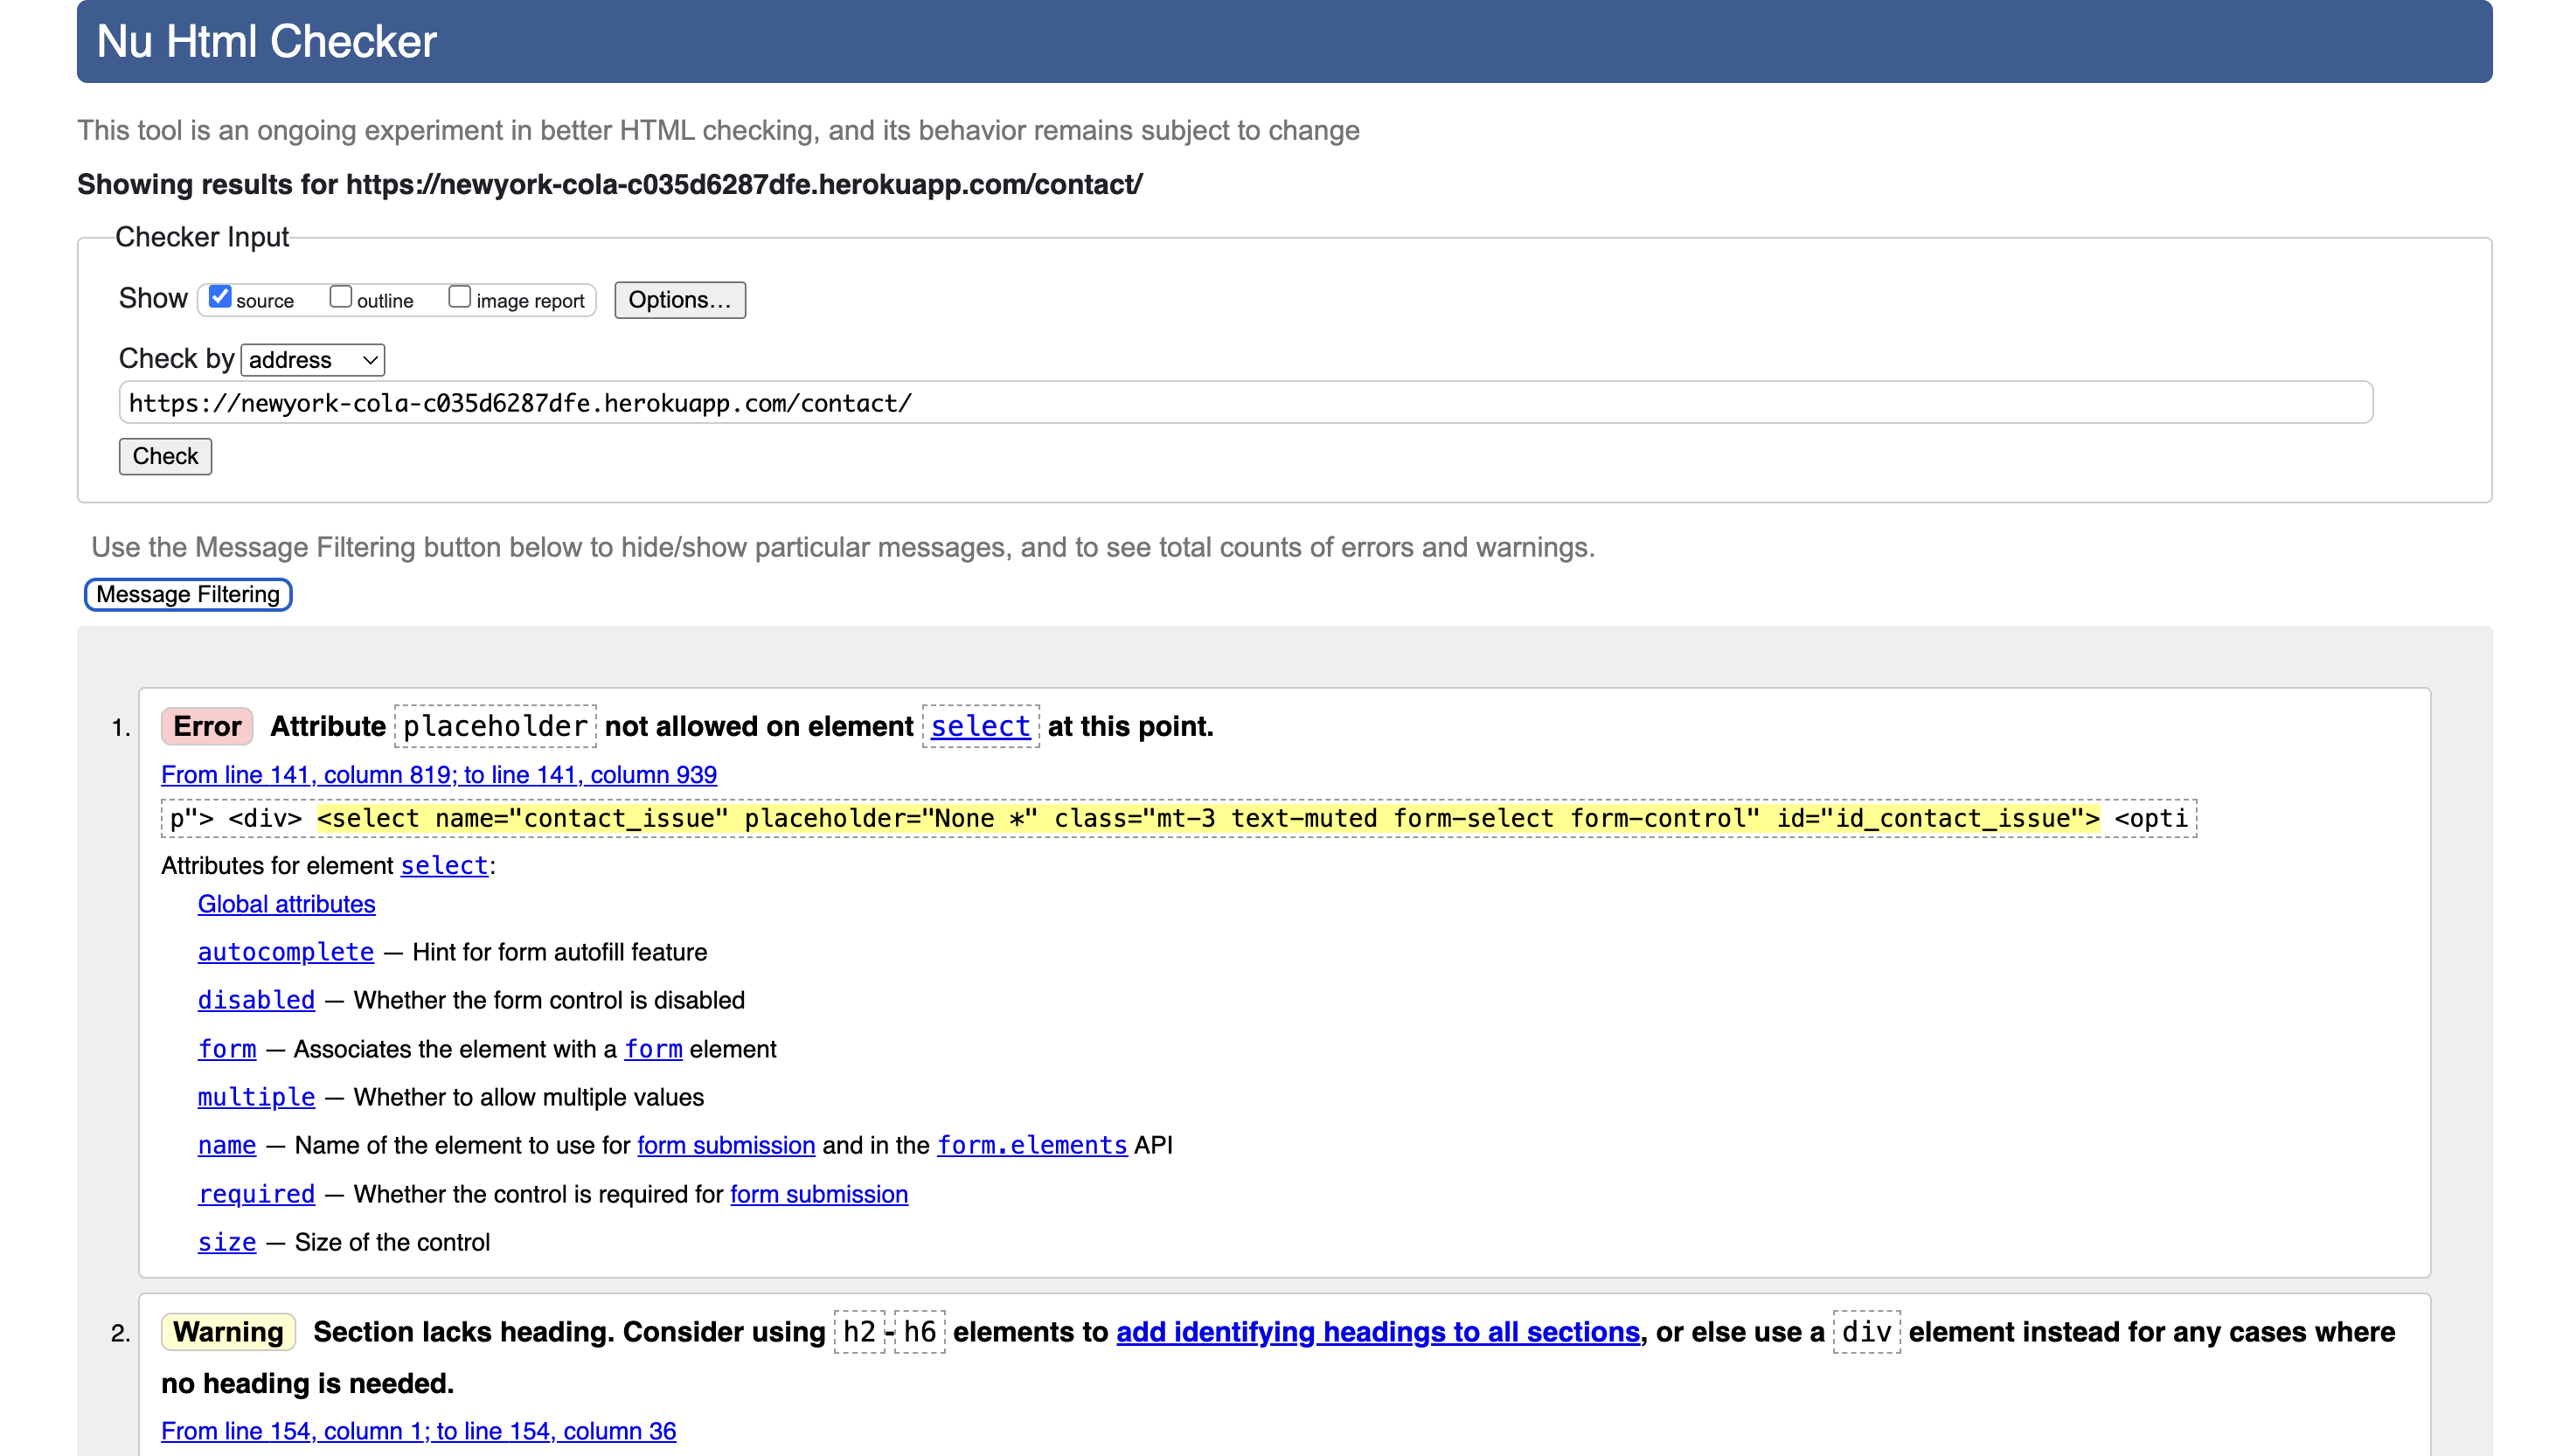 Nu Html Checker
This tool is an ongoing experiment in better HTML checking, and its behavior remains subject to change
Showing results for https://newyork-cola-c035d6287dfe.herokuapp.com/contact/
Checker Input
Show source outline image report Options...
Check by address
https://newyork-cola-c035d6287dfe.herokuapp.com/contact/
Check
Use the Message Filtering button below to hide/show particular messages, and to see total counts of errors and warnings.
Message Filtering
1. Error Attribute placeholder not allowed on element select at this point.
From line 141, column 819; to line 141, column 939
p"> <div> <select name="contact_issue" placeholder="None *" class="mt-3 text-muted form-select form-control" id="id_contact_issue"> <opti
Attributes for element select:
Global attributes
autocomplete — Hint for form autofill feature
disabled — Whether the form control is disabled
form — Associates the element with a form element
multiple — Whether to allow multiple values
name — Name of the element to use for form submission and in the form.elements API
required — Whether the control is required for form submission
size — Size of the control
2. Warning Section lacks heading. Consider using h2-h6 elements to add identifying headings to all sections, or else use a div element instead for any cases where
no heading is needed.
From line 154, column 1; to line 154, column 36